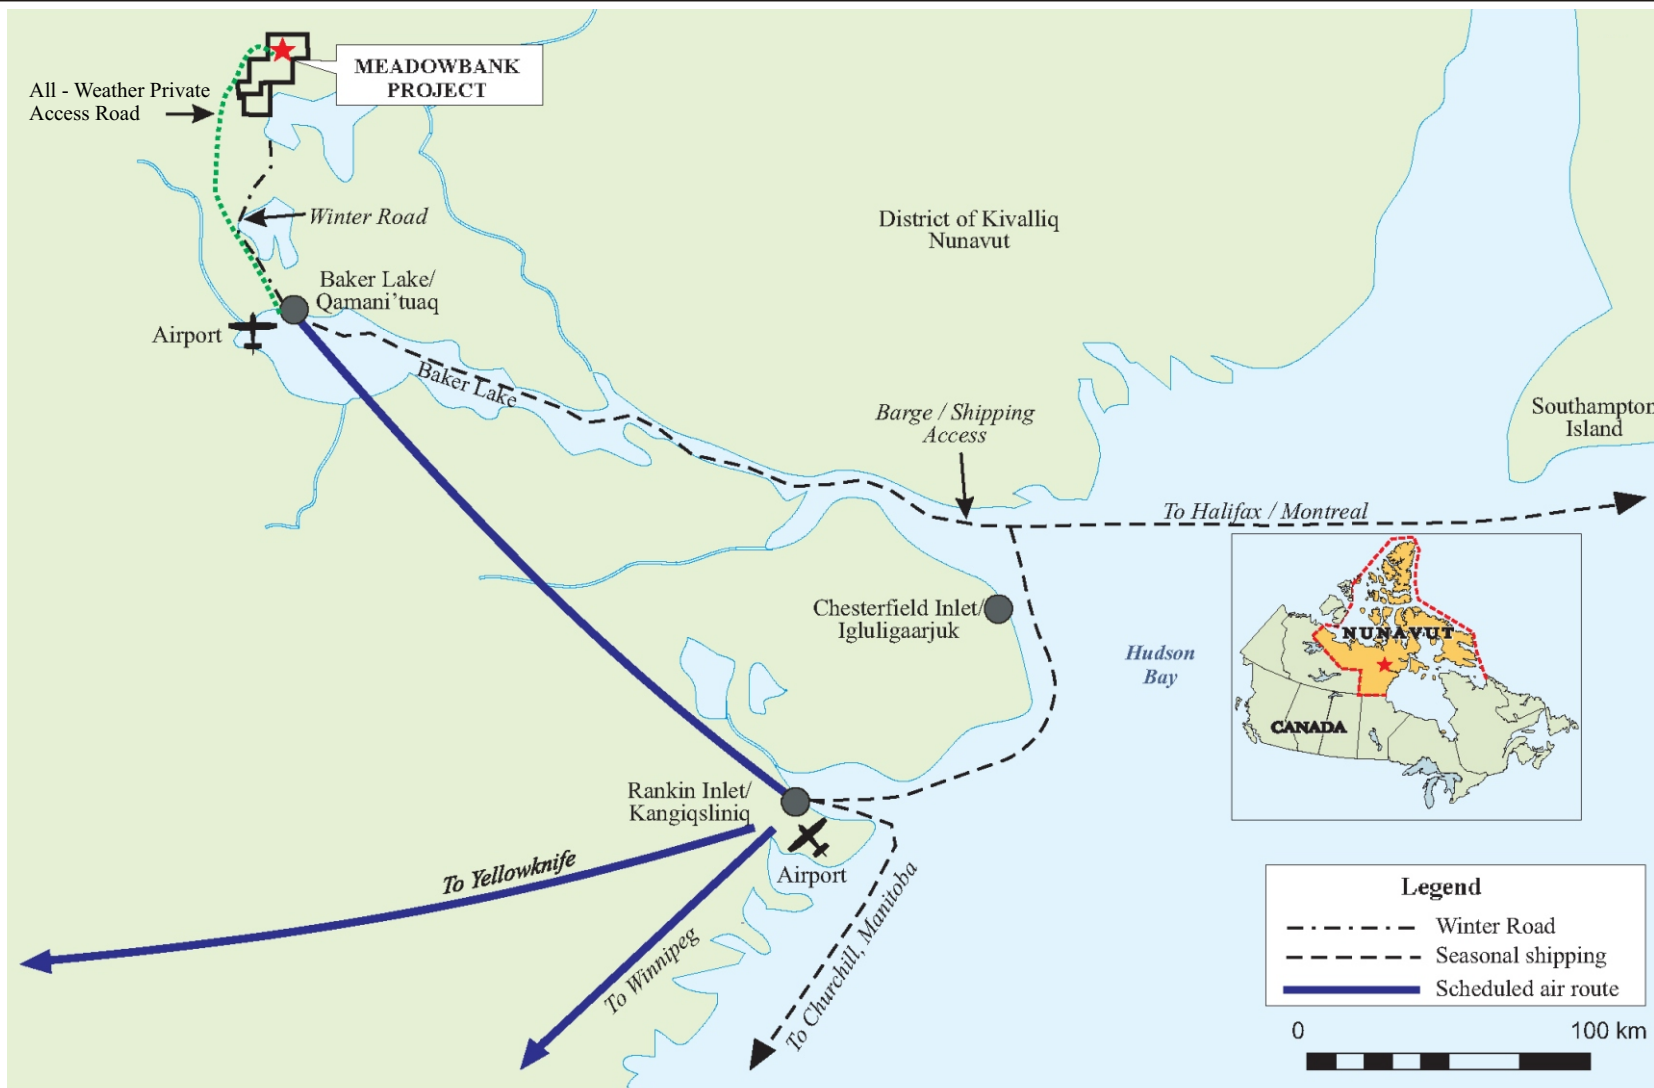 MEADOWBANK
PROJECT
All - Weather Private
Access Road
Winter Road
District of Kivalliq
Nunavut
Baker Lake/
Qamani'tuaq
Airport
Baker Lake
Barge / Shipping
Access
Southampton
Island
To Halifax / Montreal
Chesterfield Inlet/
Igluligaarjuk
Hudson
Bay
NUNAVUT
CANADA
Rankin Inlet/
Kangiqsliniq
Airport
To Yellowknife
To Winnipeg
To Churchill, Manitoba
Legend
Winter Road
Seasonal shipping
Scheduled air route
0 100 km